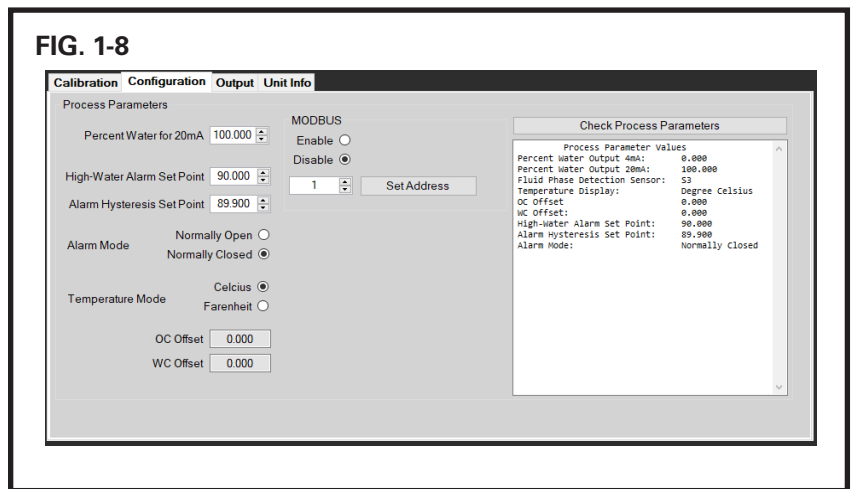 FIG. 1-8
Calibration Configuration Output Unit Info
Process Parameters
Percent Water for 20mA 100.000
High-Water Alarm Set Point 90.000
Alarm Hysteresis Set Point 89.900
Alarm Mode
Normally Open
Normally Closed
Temperature Mode
Celcius
Farenheit
OC Offset 0.000
WC Offset 0.000
MODBUS
Enable
Disable
1 Set Address
Check Process Parameters
Process Parameter Values
Percent Water Output 4mA: 0.000
Percent Water Output 20mA: 100.000
Fluid Phase Detection Sensor: S3
Temperature Display: Degree Celsius
OC Offset 0.000
WC Offset: 0.000
High-Water Alarm Set Point: 90.000
Alarm Hysteresis Set Point: 89.900
Alarm Mode: Normally Closed